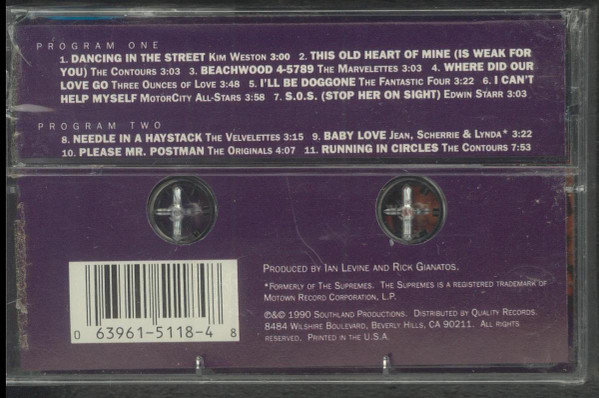 PROGRAM ONE
1. DANCING IN THE STREET KIM WESTON 3:00 2. THIS OLD HEART OF MINE (IS WEAK FOR
YOU) THE CONTOURS 3:03 3. BEACHWOOD 4-5789 THE MARVELETTES 3:03 4. WHERE DID OUR
LOVE GO THREE OUNCES OF LOVE 3:48 5. I'LL BE DOGGONE THE FANTASTIC FOUR 3:22 6. I CAN'T
HELP MYSELF MOTORCITY ALL-STARS 3:58 7. S.O.S. (STOP HER ON SIGHT) EDWIN STARR 3:03
PROGRAM TWO
8. NEEDLE IN A HAYSTACK THE VELVELETTES 3:15 9. BABY LOVE JEAN, SCHERRIE & LYNDA* 3:22
10. PLEASE MR. POSTMAN THE ORIGINALS 4:07 11. RUNNING IN CIRCLES THE CONTOURS 7:53
PRODUCED BY IAN LEVINE AND RICK GIANATOS.
*FORMERLY OF THE SUPREMES. THE SUPREMES IS A REGISTERED TRADEMARK OF
MOTOWN RECORD CORPORATION, L.P.
℗&© 1990 SOUTHLAND PRODUCTIONS. DISTRIBUTED BY QUALITY RECORDS.
8484 WILSHIRE BOULEVARD, BEVERLY HILLS, CA 90211. ALL RIGHTS
RESERVED. PRINTED IN THE U.S.A.
0 63961-5118-4 8